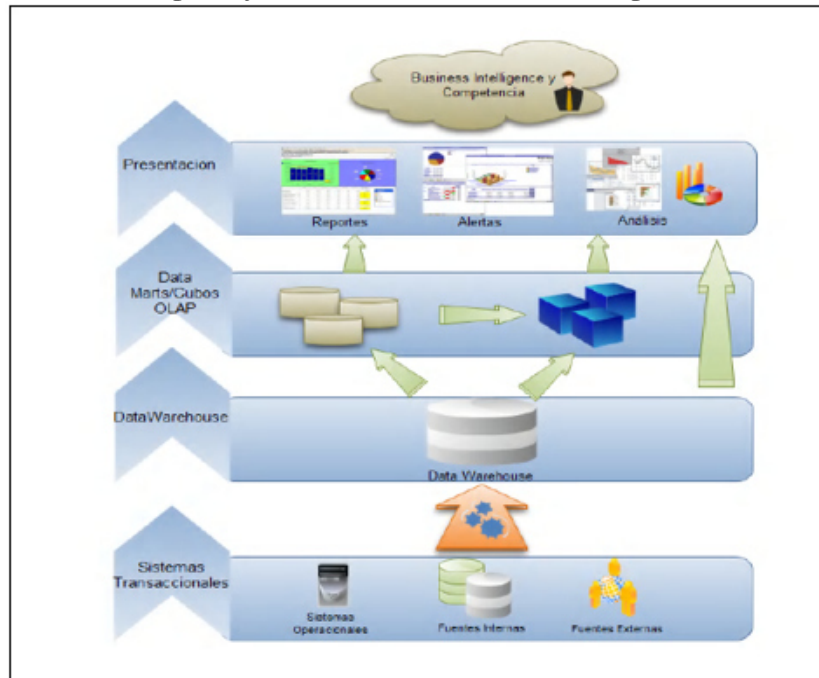 Business Intelligence y
Competencia
Presentacion
Reportes
Alertas
Análisis
Data
Marts/Cubos
OLAP
DataWarehouse
Data Warehouse
Sistemas
Transaccionales
Sistemas
Operacionales
Fuentes Internas
Fuentes Externas